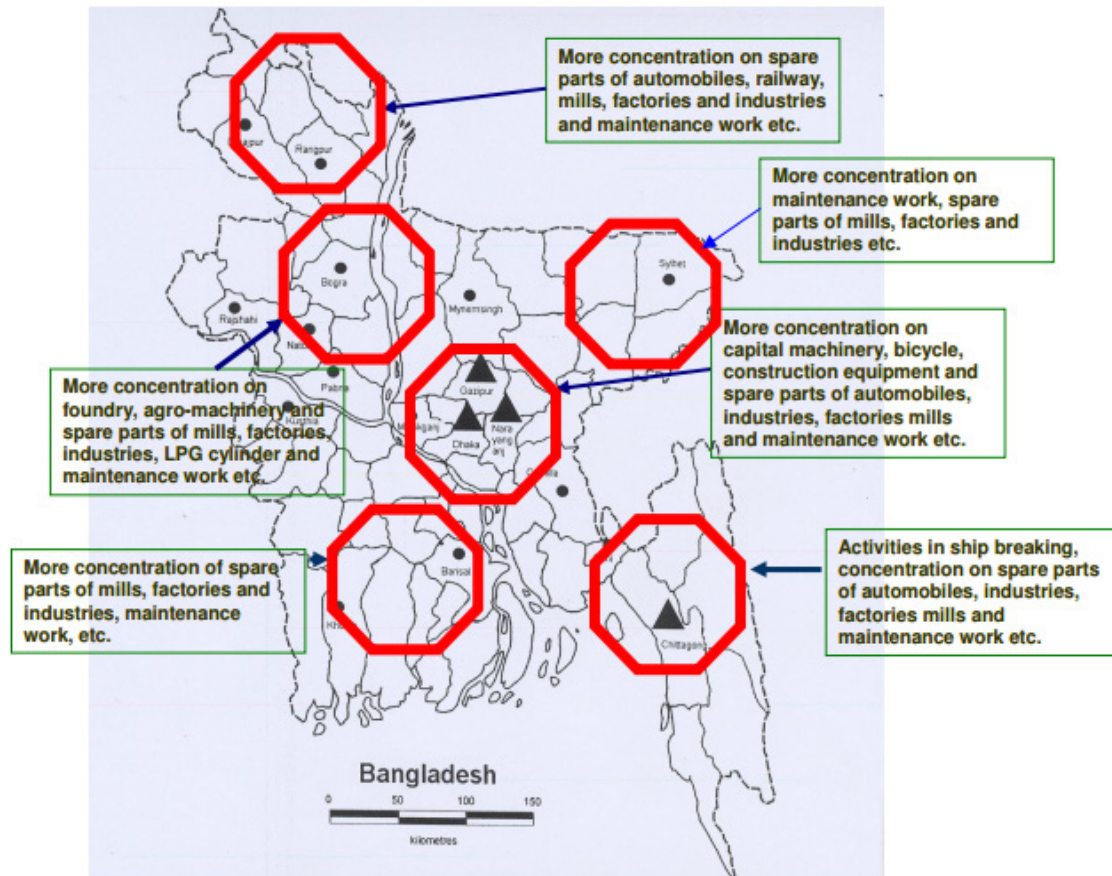 More concentration on spare
parts of automobiles, railway,
mills, factories and industries
and maintenance work etc.
Rangpur
More concentration on
maintenance work, spare
parts of mills, factories and
industries etc.
Sylhet
Bogra
Mynemsingh
Rajshahi
More concentration on
capital machinery, bicycle,
construction equipment and
spare parts of automobiles,
industries, factories mills
and maintenance work etc.
Pabna
Gazipur
More concentration on
foundry, agro-machinery and
spare parts of mills, factories,
industries, LPG cylinder and
maintenance work etc.
Dhaka
Nara
yang
anj
More concentration of spare
parts of mills, factories and
industries, maintenance
work, etc.
Barisal
Activities in ship breaking,
concentration on spare parts
of automobiles, industries,
factories mills and
maintenance work etc.
Chittagong
Bangladesh
0 50 100 150
kilometres